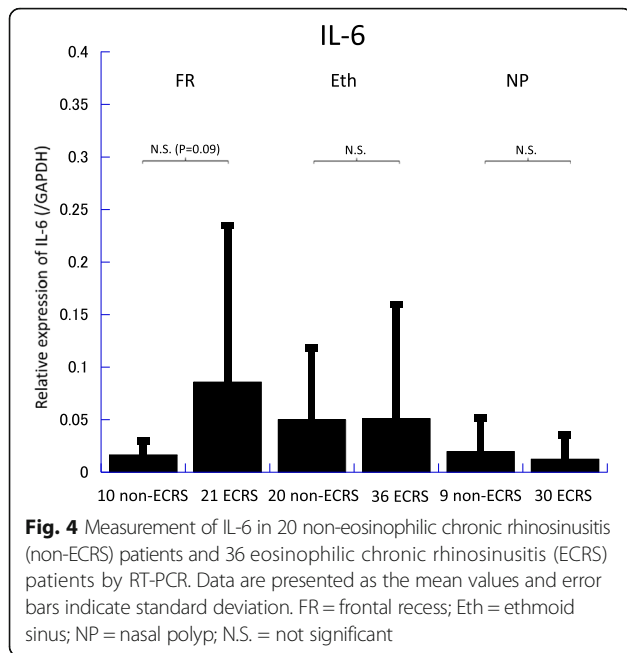 IL-6
0.4
FR Eth NP
0.35
N.S. (P=0.09) N.S. N.S.
0.3
0.25
0.2
0.15
0.1
0.05
0
Relative expression of IL-6 (/GAPDH)
10 non-ECRS 21 ECRS 20 non-ECRS 36 ECRS 9 non-ECRS 30 ECRS
Fig. 4 Measurement of IL-6 in 20 non-eosinophilic chronic rhinosinusitis
(non-ECRS) patients and 36 eosinophilic chronic rhinosinusitis (ECRS)
patients by RT-PCR. Data are presented as the mean values and error
bars indicate standard deviation. FR = frontal recess; Eth = ethmoid
sinus; NP = nasal polyp; N.S. = not significant